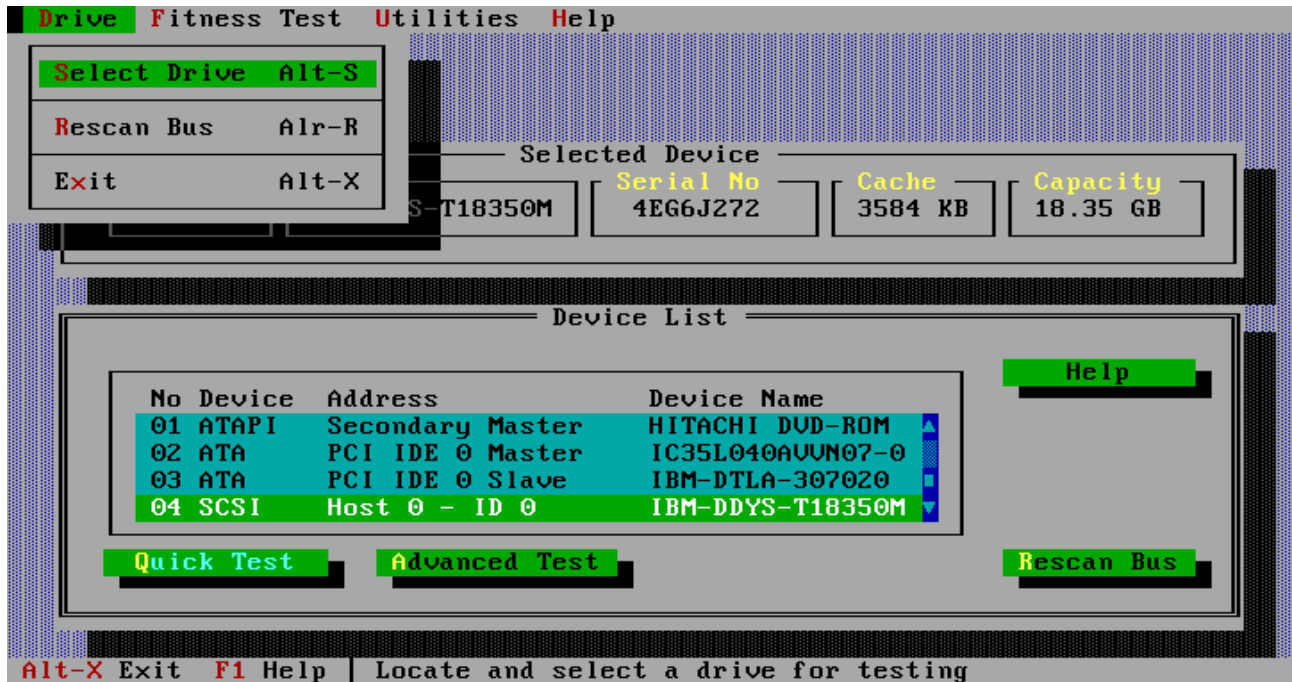 Drive Fitness Test Utilities Help
Select Drive Alt-S
Rescan Bus Alr-R
Exit Alt-X
Selected Device
Serial No Cache Capacity
S-T18350M 4EG6J272 3584 KB 18.35 GB
Device List
Help
No Device Address Device Name
01 ATAPI Secondary Master HITACHI DVD-ROM
02 ATA PCI IDE 0 Master IC35L040AVVN07-0
03 ATA PCI IDE 0 Slave IBM-DTLA-307020
04 SCSI Host 0 - ID 0 IBM-DDYS-T18350M
Quick Test Advanced Test Rescan Bus
Alt-X Exit F1 Help | Locate and select a drive for testing